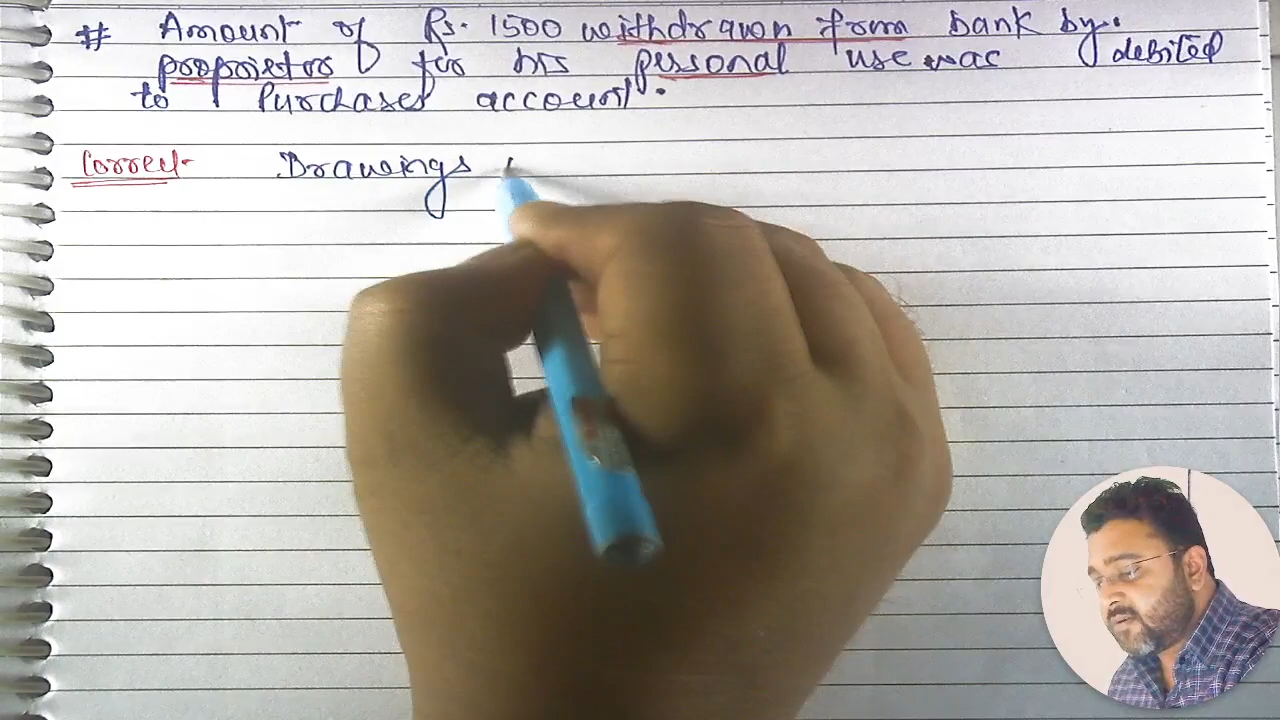 # Amount of Rs. 1500 withdrawn from bank by
proprietor for his personal use was debited
to Purchases account.
Correct Drawings